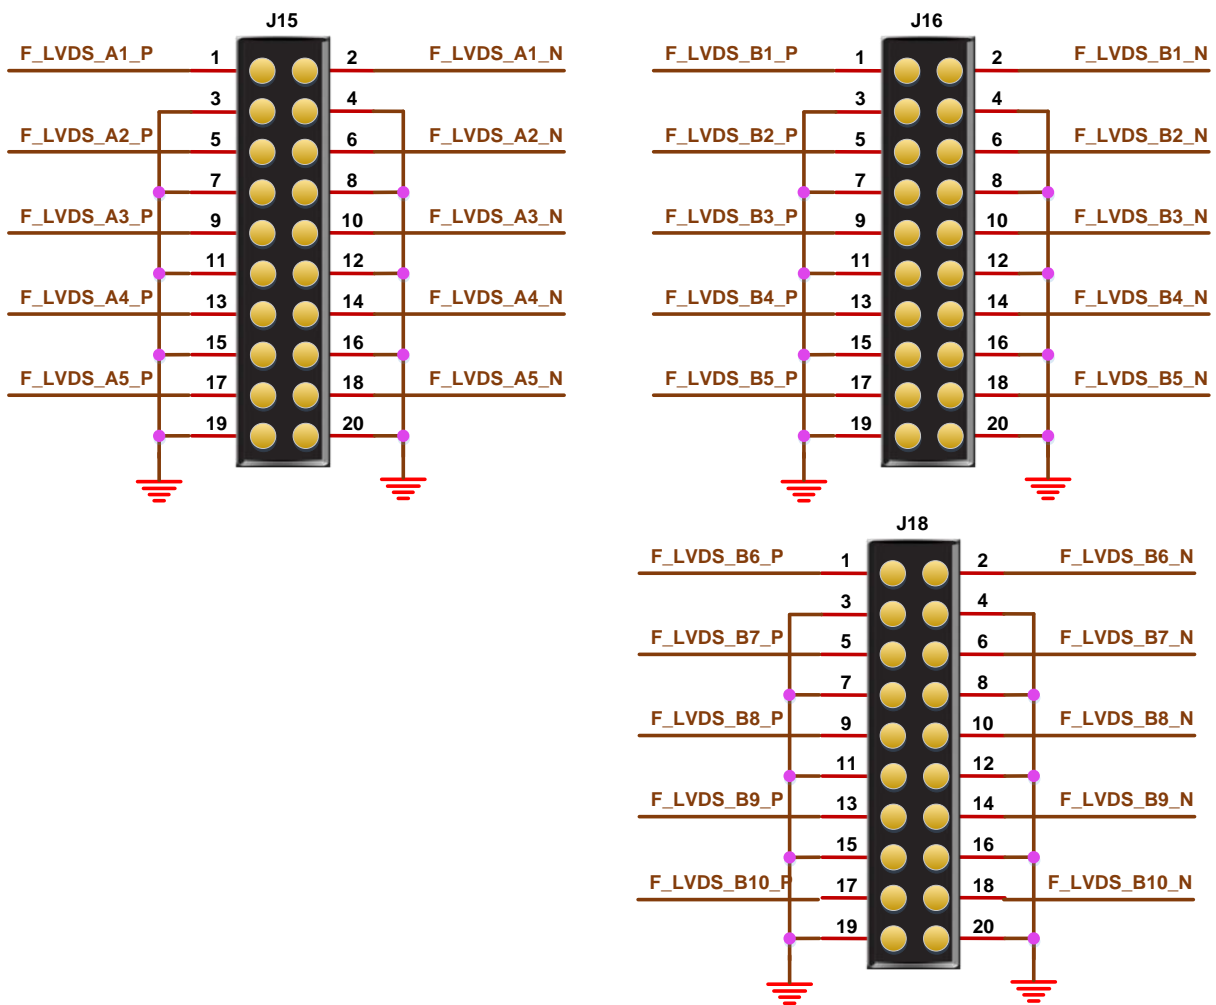 J15
F_LVDS_A1_P 1 2 F_LVDS_A1_N
3 4
F_LVDS_A2_P 5 6 F_LVDS_A2_N
7 8
F_LVDS_A3_P 9 10 F_LVDS_A3_N
11 12
F_LVDS_A4_P 13 14 F_LVDS_A4_N
15 16
F_LVDS_A5_P 17 18 F_LVDS_A5_N
19 20
J16
F_LVDS_B1_P 1 2 F_LVDS_B1_N
3 4
F_LVDS_B2_P 5 6 F_LVDS_B2_N
7 8
F_LVDS_B3_P 9 10 F_LVDS_B3_N
11 12
F_LVDS_B4_P 13 14 F_LVDS_B4_N
15 16
F_LVDS_B5_P 17 18 F_LVDS_B5_N
19 20
J18
F_LVDS_B6_P 1 2 F_LVDS_B6_N
3 4
F_LVDS_B7_P 5 6 F_LVDS_B7_N
7 8
F_LVDS_B8_P 9 10 F_LVDS_B8_N
11 12
F_LVDS_B9_P 13 14 F_LVDS_B9_N
15 16
F_LVDS_B10_P 17 18 F_LVDS_B10_N
19 20